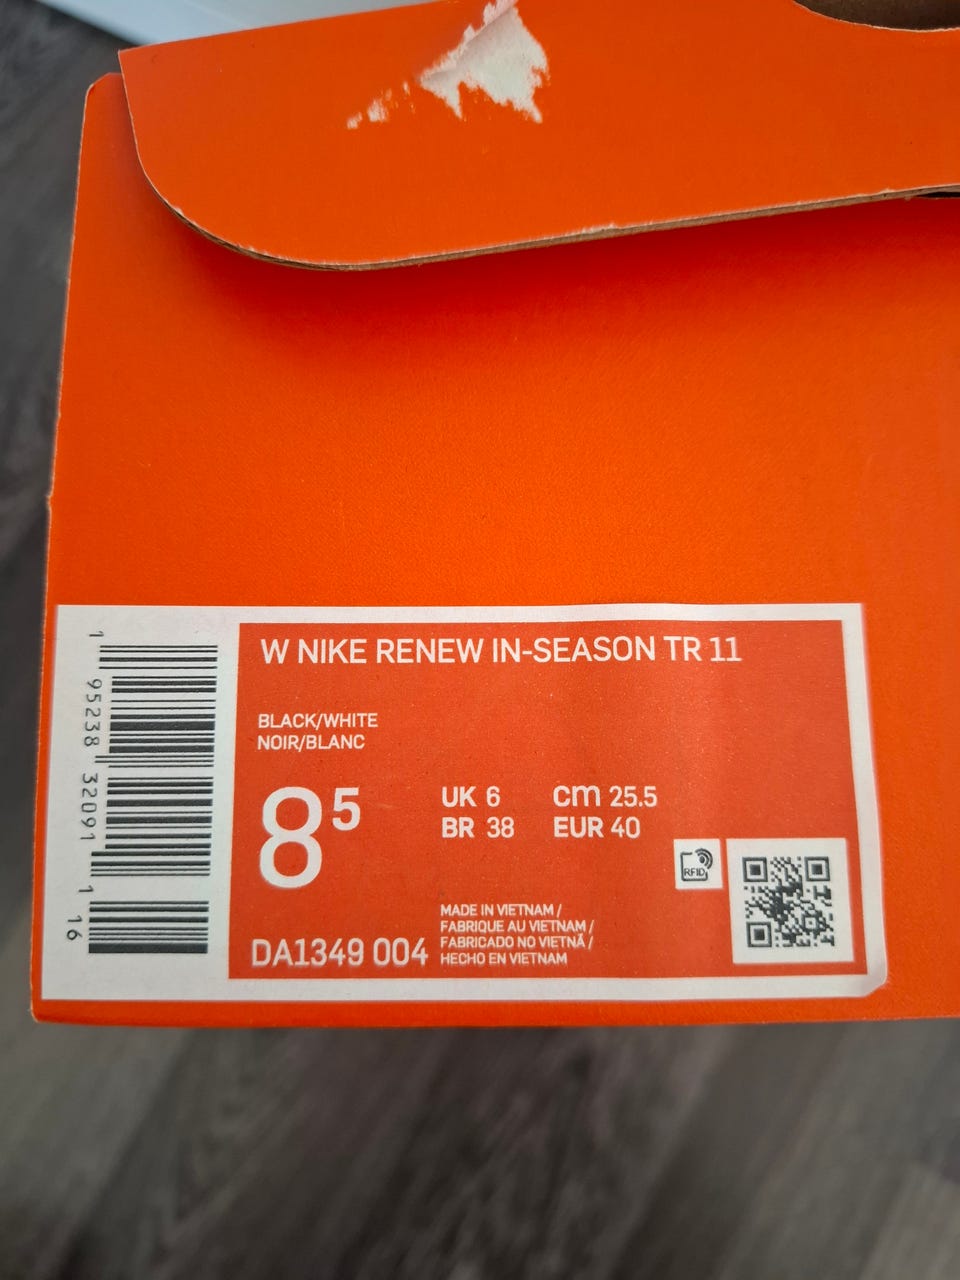 W NIKE RENEW IN-SEASON TR 11
BLACK/WHITE
NOIR/BLANC
8⁵
UK 6 CM 25.5
BR 38 EUR 40
RFID
MADE IN VIETNAM /
FABRIQUE AU VIETNAM /
FABRICADO NO VIETNÃ /
HECHO EN VIETNAM
DA1349 004
1 95238 32091 1 16